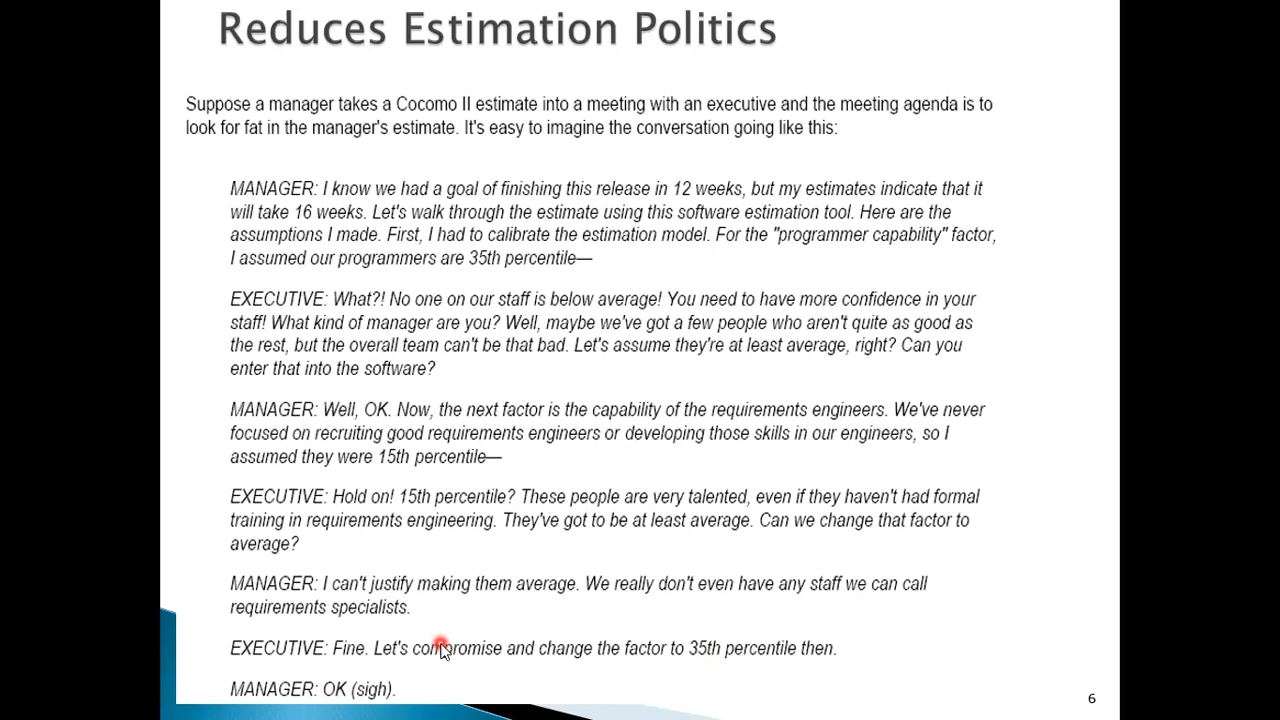 Reduces Estimation Politics
Suppose a manager takes a Cocomo II estimate into a meeting with an executive and the meeting agenda is to
look for fat in the manager's estimate. It's easy to imagine the conversation going like this:
MANAGER: I know we had a goal of finishing this release in 12 weeks, but my estimates indicate that it
will take 16 weeks. Let's walk through the estimate using this software estimation tool. Here are the
assumptions I made. First, I had to calibrate the estimation model. For the "programmer capability" factor,
I assumed our programmers are 35th percentile—
EXECUTIVE: What?! No one on our staff is below average! You need to have more confidence in your
staff! What kind of manager are you? Well, maybe we've got a few people who aren't quite as good as
the rest, but the overall team can't be that bad. Let's assume they're at least average, right? Can you
enter that into the software?
MANAGER: Well, OK. Now, the next factor is the capability of the requirements engineers. We've never
focused on recruiting good requirements engineers or developing those skills in our engineers, so I
assumed they were 15th percentile—
EXECUTIVE: Hold on! 15th percentile? These people are very talented, even if they haven't had formal
training in requirements engineering. They've got to be at least average. Can we change that factor to
average?
MANAGER: I can't justify making them average. We really don't even have any staff we can call
requirements specialists.
EXECUTIVE: Fine. Let's compromise and change the factor to 35th percentile then.
MANAGER: OK (sigh).
6